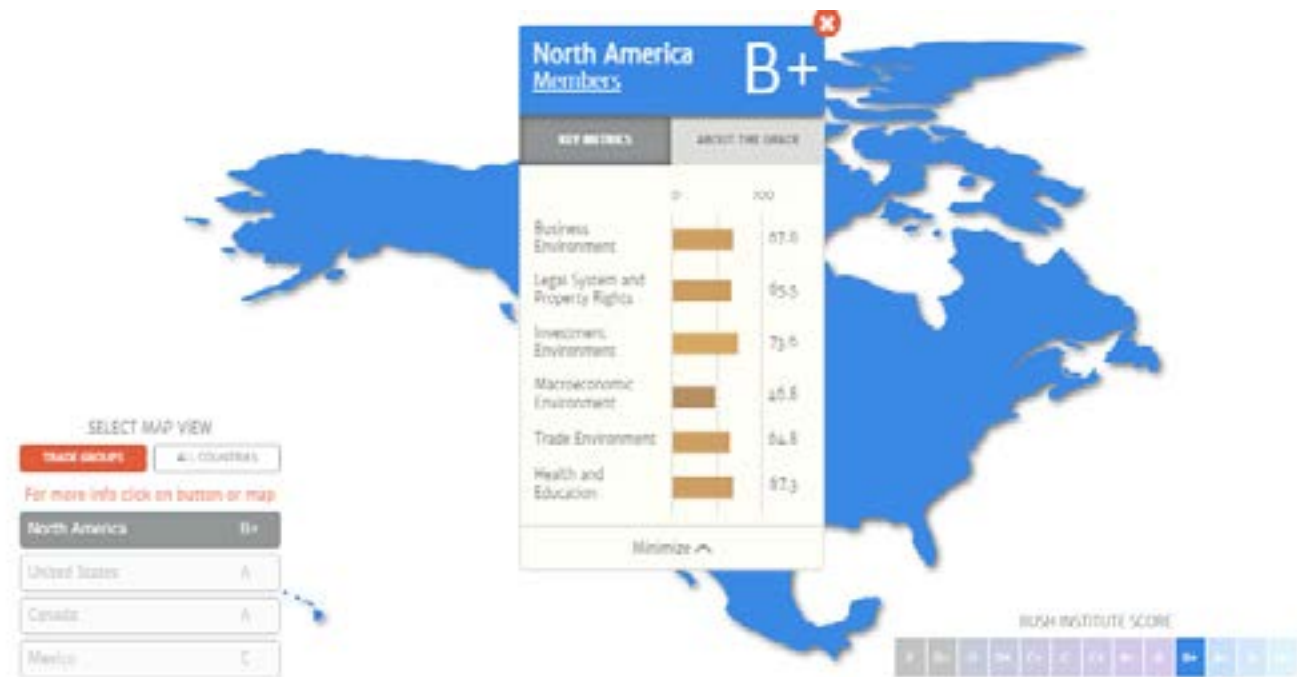 North America
Members
B+
KEY METRICS
ABOUT THE GRADE
0
100
Business
Environment
67.6
Legal System and
Property Rights
65.5
Investment
Environment
73.6
Macroeconomic
Environment
46.8
Trade Environment
64.8
Health and
Education
67.3
Minimize
SELECT MAP VIEW
TRADE GROUPS
ALL COUNTRIES
For more info click on button or map
North America B+
United States A
Canada A
Mexico C
BUSH INSTITUTE SCORE
B+